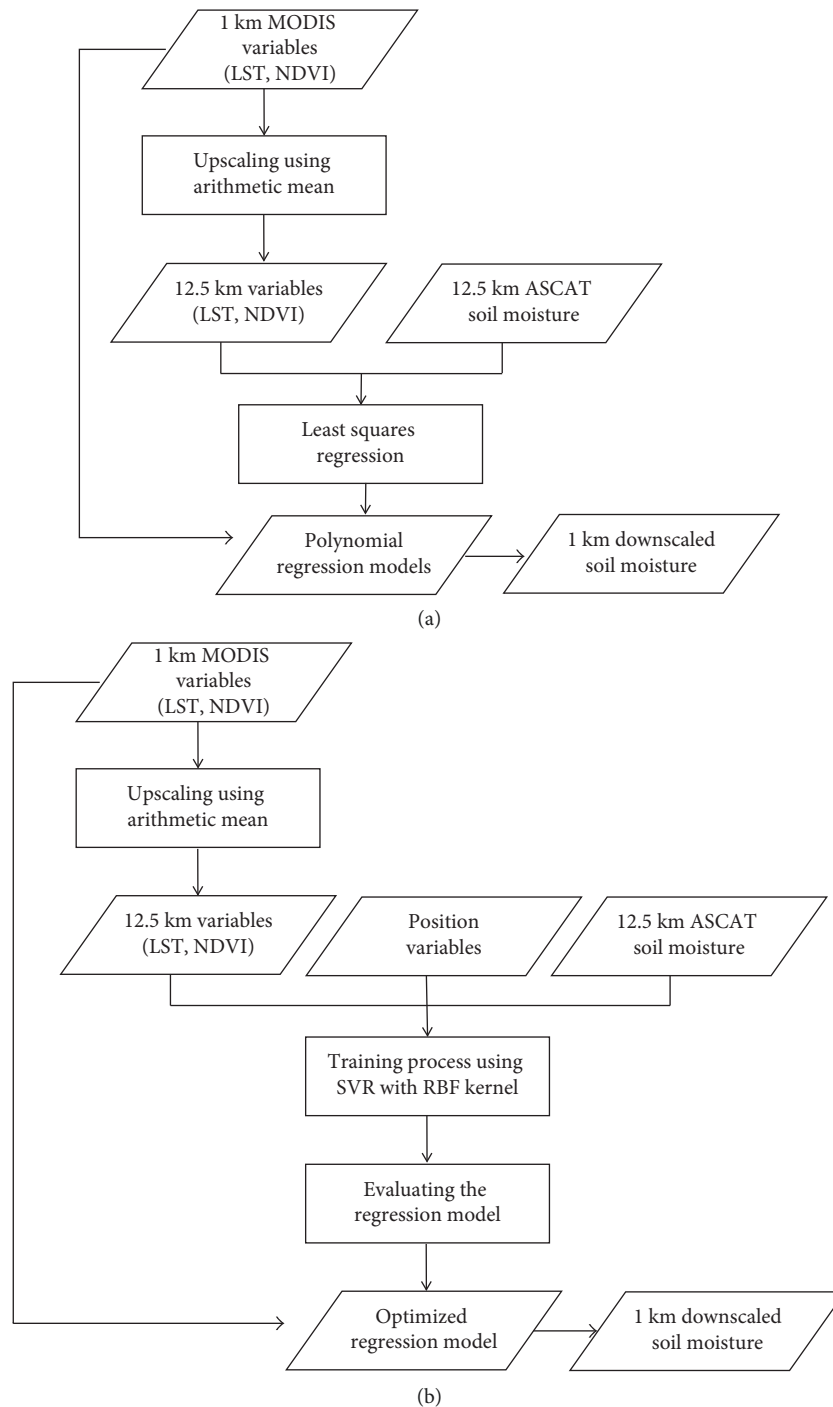 1 km MODIS
variables
(LST, NDVI)
Upscaling using
arithmetic mean
12.5 km variables
(LST, NDVI)
12.5 km ASCAT
soil moisture
Least squares
regression
Polynomial
regression models
1 km downscaled
soil moisture
(a)
1 km MODIS
variables
(LST, NDVI)
Upscaling using
arithmetic mean
12.5 km variables
(LST, NDVI)
Position
variables
12.5 km ASCAT
soil moisture
Training process using
SVR with RBF kernel
Evaluating the
regression model
Optimized
regression model
1 km downscaled
soil moisture
(b)